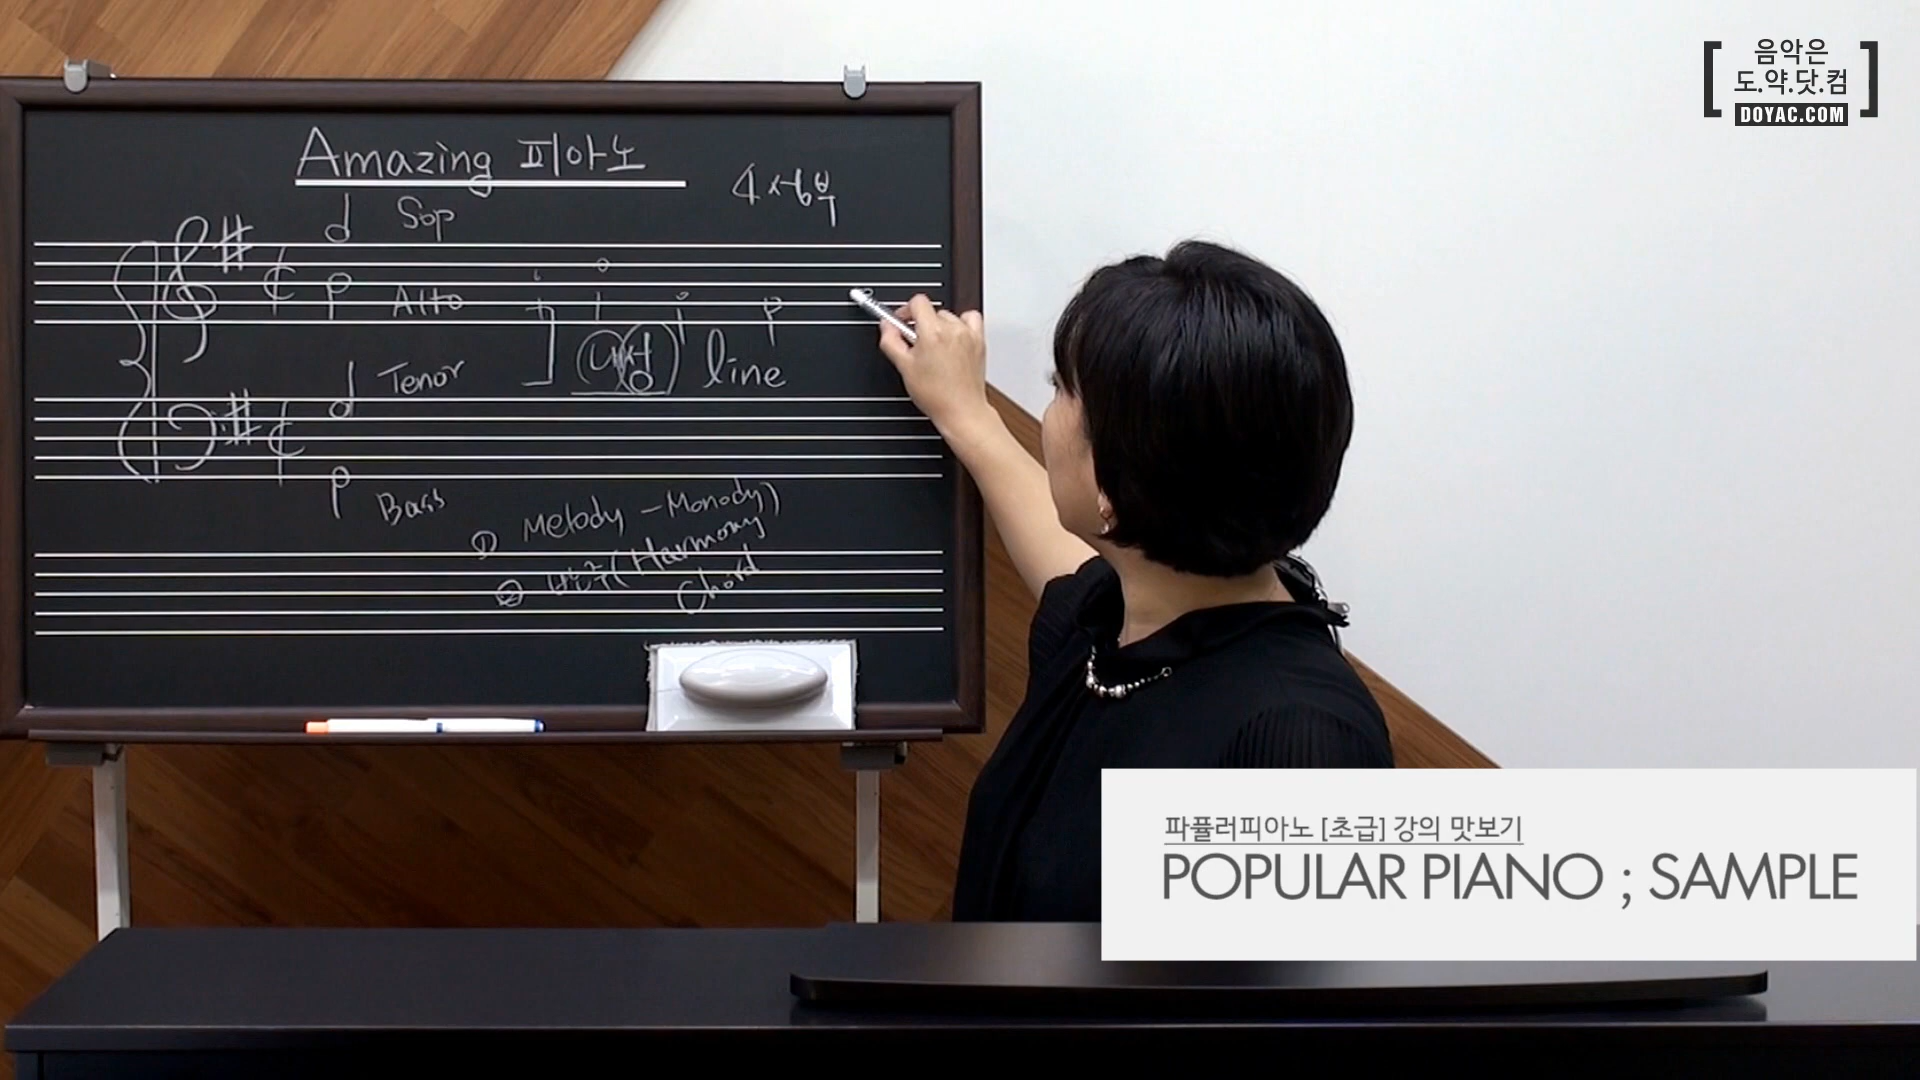 음악은
도.약.닷.컴
DOYAC.COM
Amazing 피아노
4성부
Sop
Alto
Tenor
line
Bass
① Melody - Monody)
② 반주(Harmony
Chord
파퓰러피아노 [초급] 강의 맛보기
POPULAR PIANO ; SAMPLE